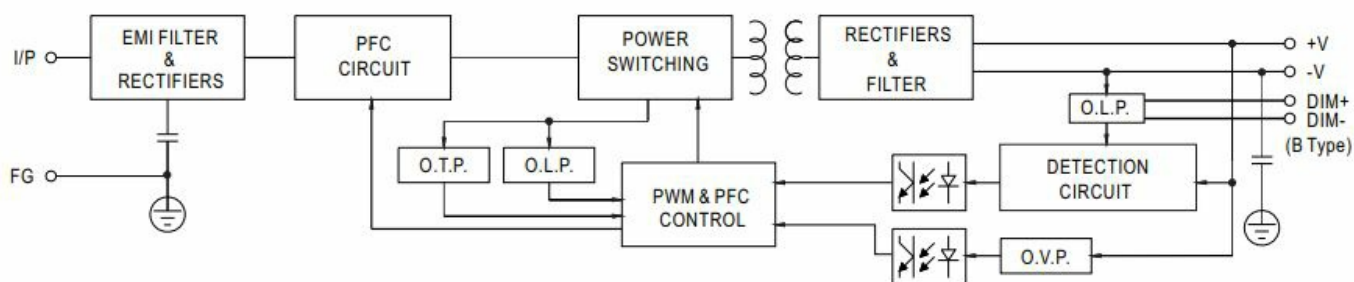 I/P
EMI FILTER
&
RECTIFIERS
PFC
CIRCUIT
POWER
SWITCHING
RECTIFIERS
&
FILTER
+V
-V
O.L.P.
DIM+
DIM-
(B Type)
FG
O.T.P.
O.L.P.
PWM & PFC
CONTROL
DETECTION
CIRCUIT
O.V.P.